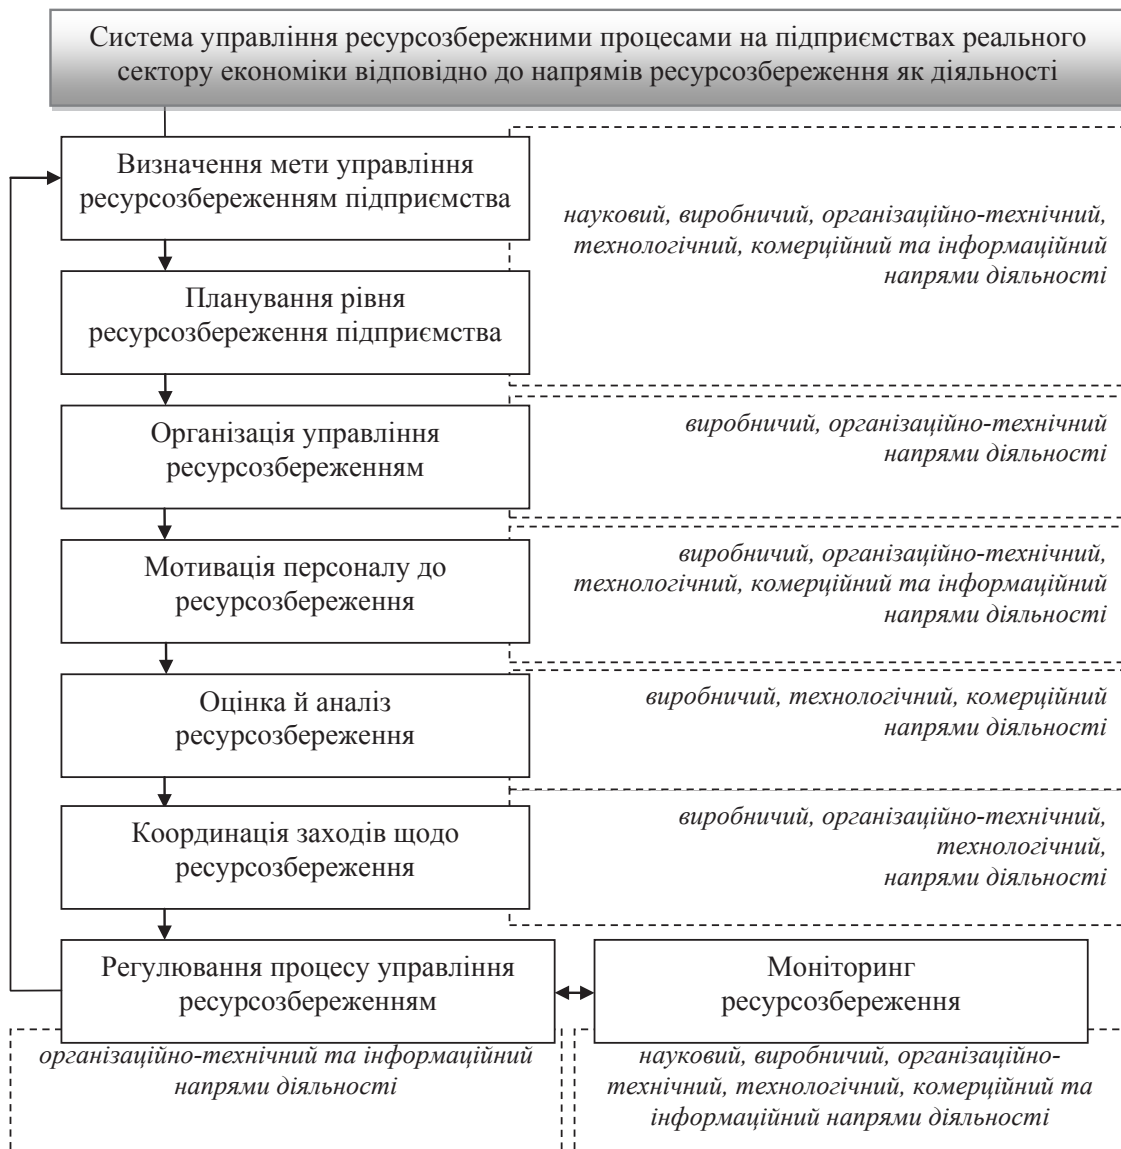 Система управління ресурсозбережними процесами на підприємствах реального
сектору економіки відповідно до напрямів ресурсозбереження як діяльності
Визначення мети управління
ресурсозбереженням підприємства
науковий, виробничий, організаційно-технічний,
технологічний, комерційний та інформаційний
напрями діяльності
Планування рівня
ресурсозбереження підприємства
Організація управління
ресурсозбереженням
виробничий, організаційно-технічний
напрями діяльності
Мотивація персоналу до
ресурсозбереження
виробничий, організаційно-технічний,
технологічний, комерційний та інформаційний
напрями діяльності
Оцінка й аналіз
ресурсозбереження
виробничий, технологічний, комерційний
напрями діяльності
Координація заходів щодо
ресурсозбереження
виробничий, організаційно-технічний,
технологічний,
напрями діяльності
Регулювання процесу управління
ресурсозбереженням
Моніторинг
ресурсозбереження
організаційно-технічний та інформаційний
напрями діяльності
науковий, виробничий, організаційно-
технічний, технологічний, комерційний та
інформаційний напрями діяльності